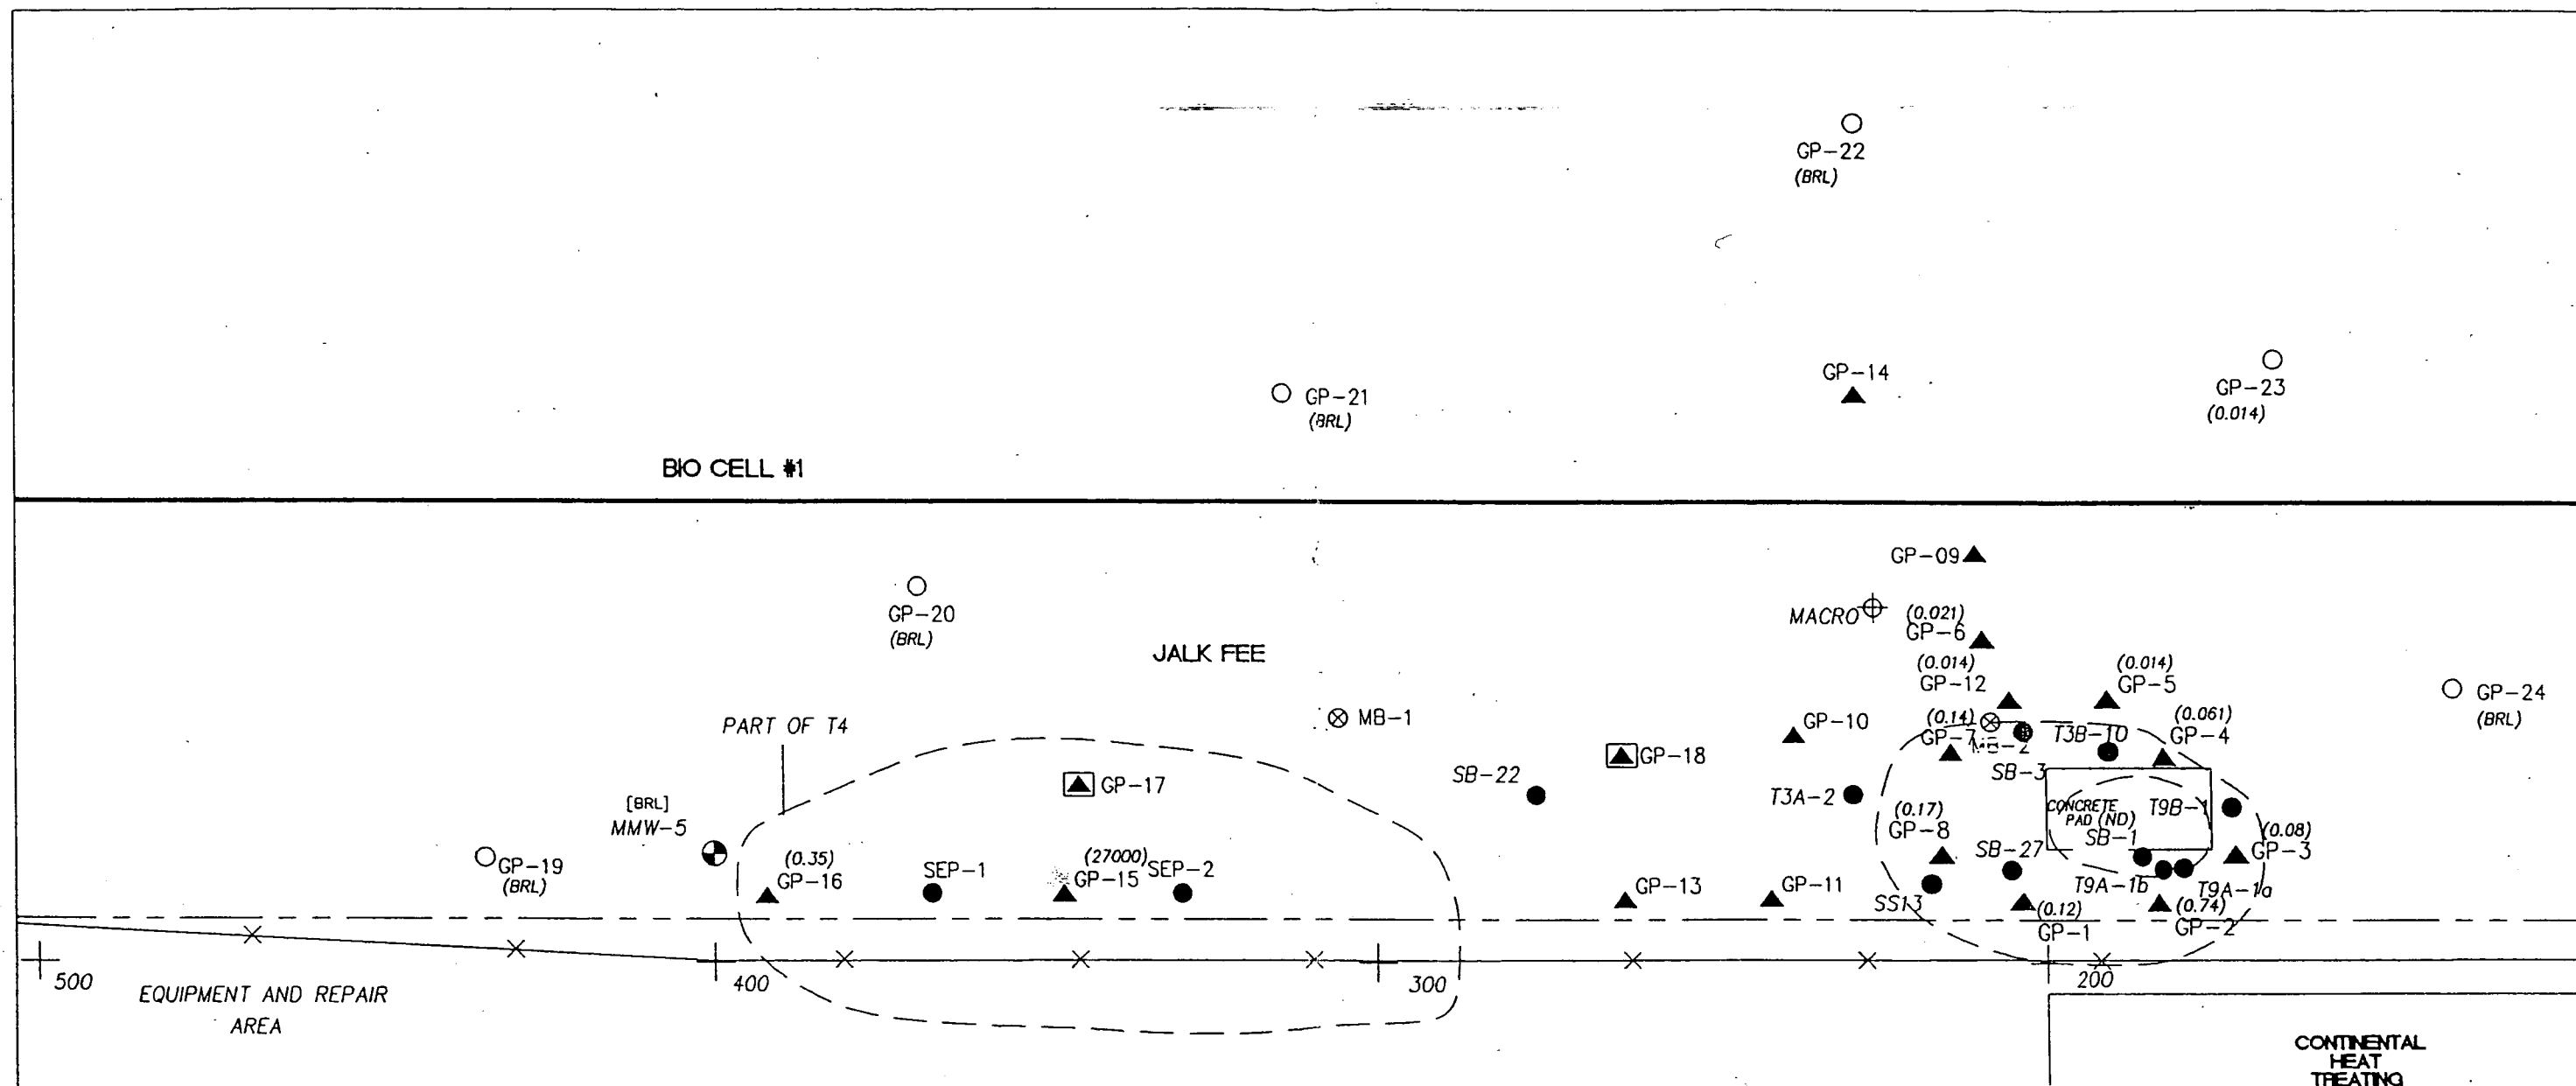 GP-22
(BRL)
GP-14
GP-23
(0.014)
GP-21
(BRL)
BIO CELL #1
GP-09
GP-20
(BRL)
MACRO
(0.021)
GP-6
JALK FEE
(0.014)
GP-12
(0.014)
GP-5
GP-24
(BRL)
PART OF T4
MB-1
GP-10
(0.14)
GP-7
MB-2
T3B-10
(0.061)
GP-4
GP-18
SB-3
SB-22
GP-17
T3A-2
CONCRETE
PAD (ND)
T9B-1
[BRL]
MMW-5
(0.17)
GP-8
SB-1
(0.08)
GP-3
GP-19
(BRL)
(0.35)
GP-16
SEP-1
(27000)
GP-15
SEP-2
SB-27
GP-13
GP-11
SS13
T9A-1b
T9A-1a
(0.12)
GP-1
(0.74)
GP-2
500
400
300
200
EQUIPMENT AND REPAIR
AREA
CONTINENTAL
HEAT
TREATING